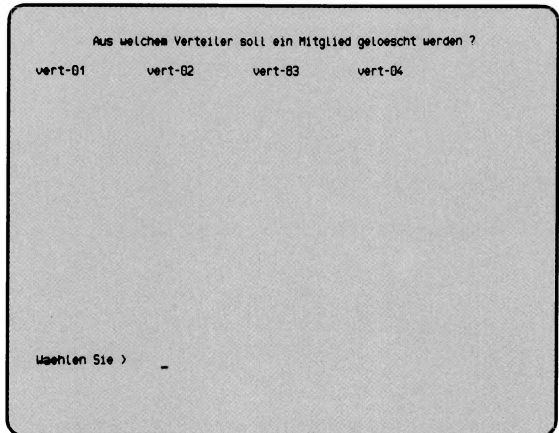 Aus welchem Verteiler soll ein Mitglied geloescht werden ?
vert-01 vert-02 vert-03 vert-04
Waehlen Sie > _